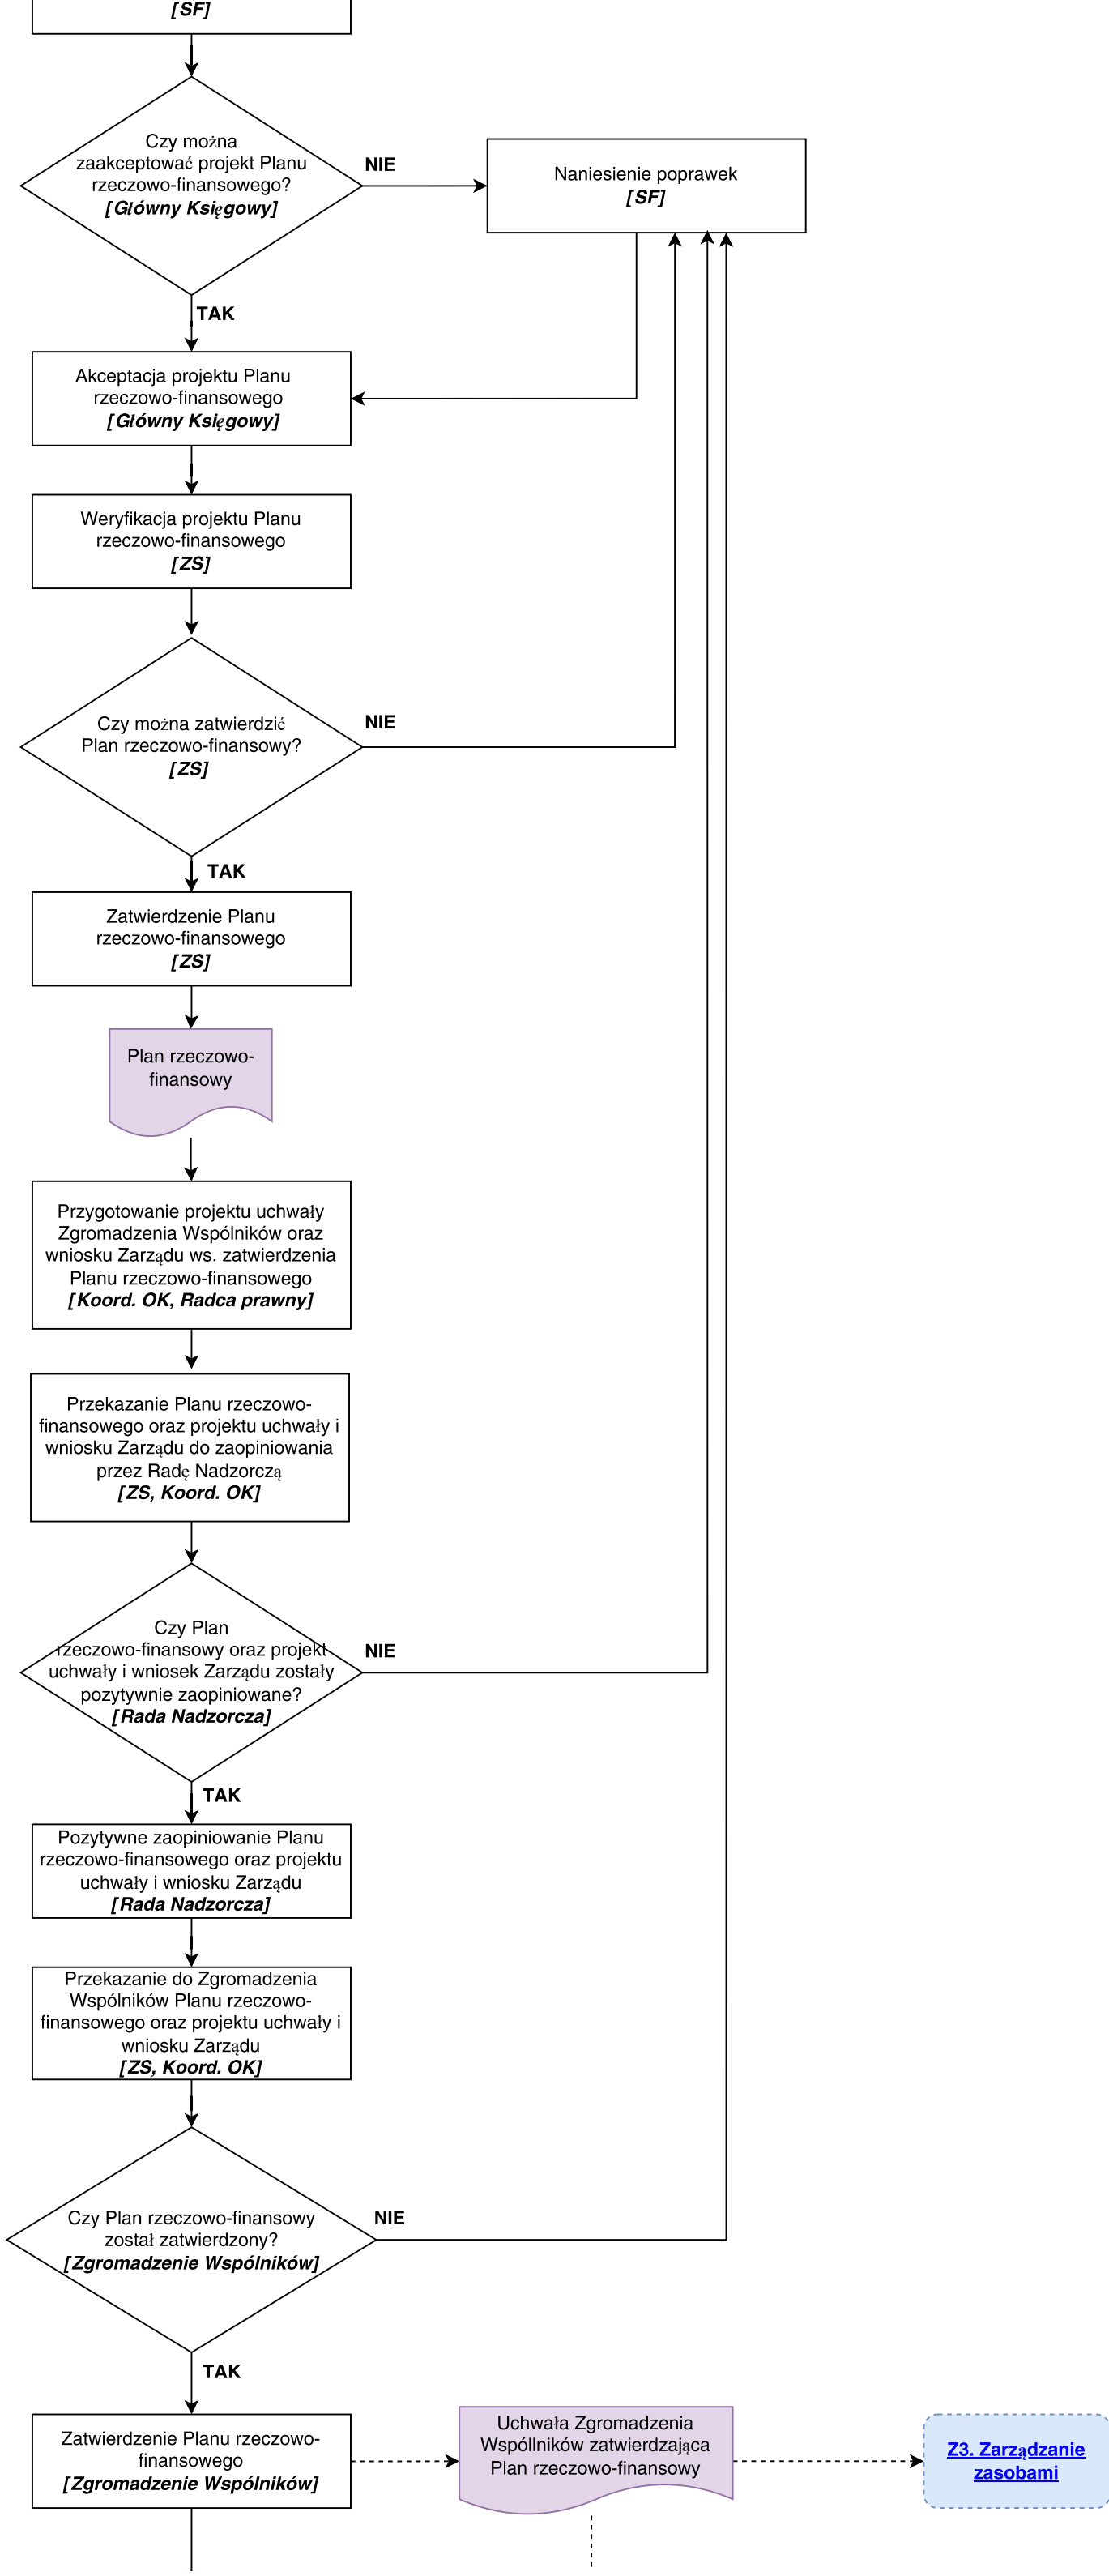 [SF]
Czy można
zaakceptować projekt Planu
rzeczowo-finansowego?
[Główny Księgowy]
NIE
Naniesienie poprawek
[SF]
TAK
Akceptacja projektu Planu
rzeczowo-finansowego
[Główny Księgowy]
Weryfikacja projektu Planu
rzeczowo-finansowego
[ZS]
Czy można zatwierdzić
Plan rzeczowo-finansowy?
[ZS]
NIE
TAK
Zatwierdzenie Planu
rzeczowo-finansowego
[ZS]
Plan rzeczowo-
finansowy
Przygotowanie projektu uchwały
Zgromadzenia Wspólników oraz
wniosku Zarządu ws. zatwierdzenia
Planu rzeczowo-finansowego
[Koord. OK, Radca prawny]
Przekazanie Planu rzeczowo-
finansowego oraz projektu uchwały i
wniosku Zarządu do zaopiniowania
przez Radę Nadzorczą
[ZS, Koord. OK]
Czy Plan
rzeczowo-finansowy oraz projekt
uchwały i wniosek Zarządu zostały
pozytywnie zaopiniowane?
[Rada Nadzorcza]
NIE
TAK
Pozytywne zaopiniowanie Planu
rzeczowo-finansowego oraz projektu
uchwały i wniosku Zarządu
[Rada Nadzorcza]
Przekazanie do Zgromadzenia
Wspólników Planu rzeczowo-
finansowego oraz projektu uchwały i
wniosku Zarządu
[ZS, Koord. OK]
Czy Plan rzeczowo-finansowy
został zatwierdzony?
[Zgromadzenie Wspólników]
NIE
TAK
Zatwierdzenie Planu rzeczowo-
finansowego
[Zgromadzenie Wspólników]
Uchwała Zgromadzenia
Wspóllników zatwierdzająca
Plan rzeczowo-finansowy
Z3. Zarządzanie
zasobami